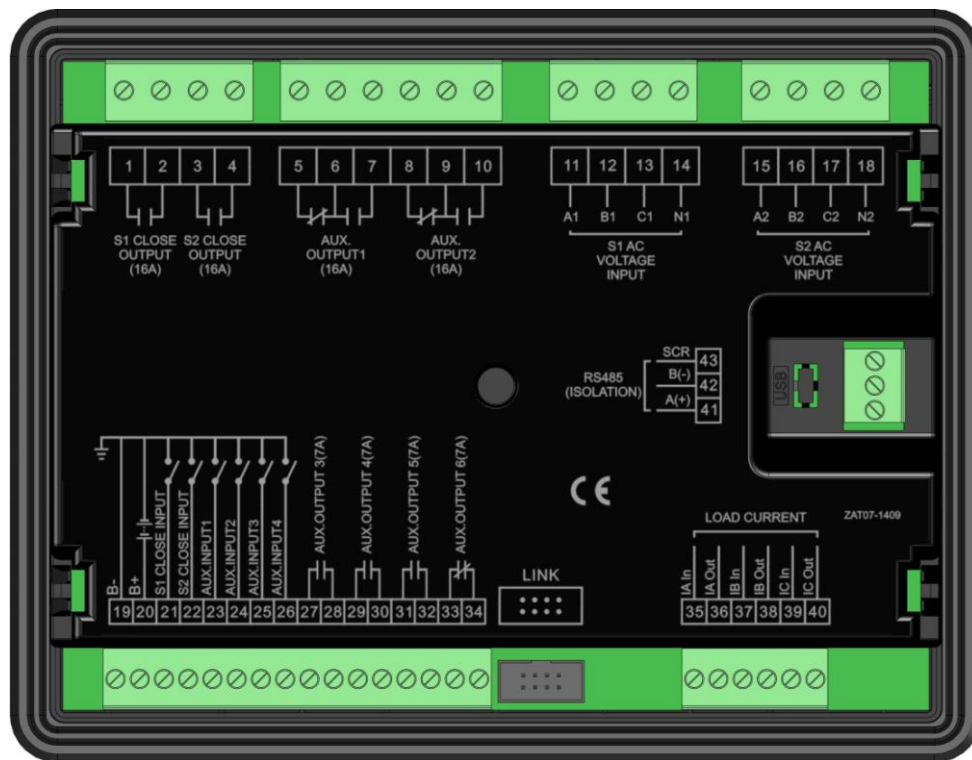 1 2 3 4
5 6 7 8 9 10
11 12 13 14
15 16 17 18
S1 CLOSE
OUTPUT
(16A)
S2 CLOSE
OUTPUT
(16A)
AUX.
OUTPUT1
(16A)
AUX.
OUTPUT2
(16A)
A1 B1 C1 N1
S1 AC
VOLTAGE
INPUT
A2 B2 C2 N2
S2 AC
VOLTAGE
INPUT
RS485
(ISOLATION)
SCR 43
B(-) 42
A(+) 41
USB
B-
B+
S1 CLOSE INPUT
S2 CLOSE INPUT
AUX.INPUT1
AUX.INPUT2
AUX.INPUT3
AUX.INPUT4
AUX.OUTPUT 3(7A)
AUX.OUTPUT 4(7A)
AUX.OUTPUT 5(7A)
AUX.OUTPUT 6(7A)
19 20 21 22 23 24 25 26 27 28 29 30 31 32 33 34
CE
LINK
LOAD CURRENT
ZAT07-1409
IA In
IA Out
IB In
IB Out
IC In
IC Out
35 36 37 38 39 40